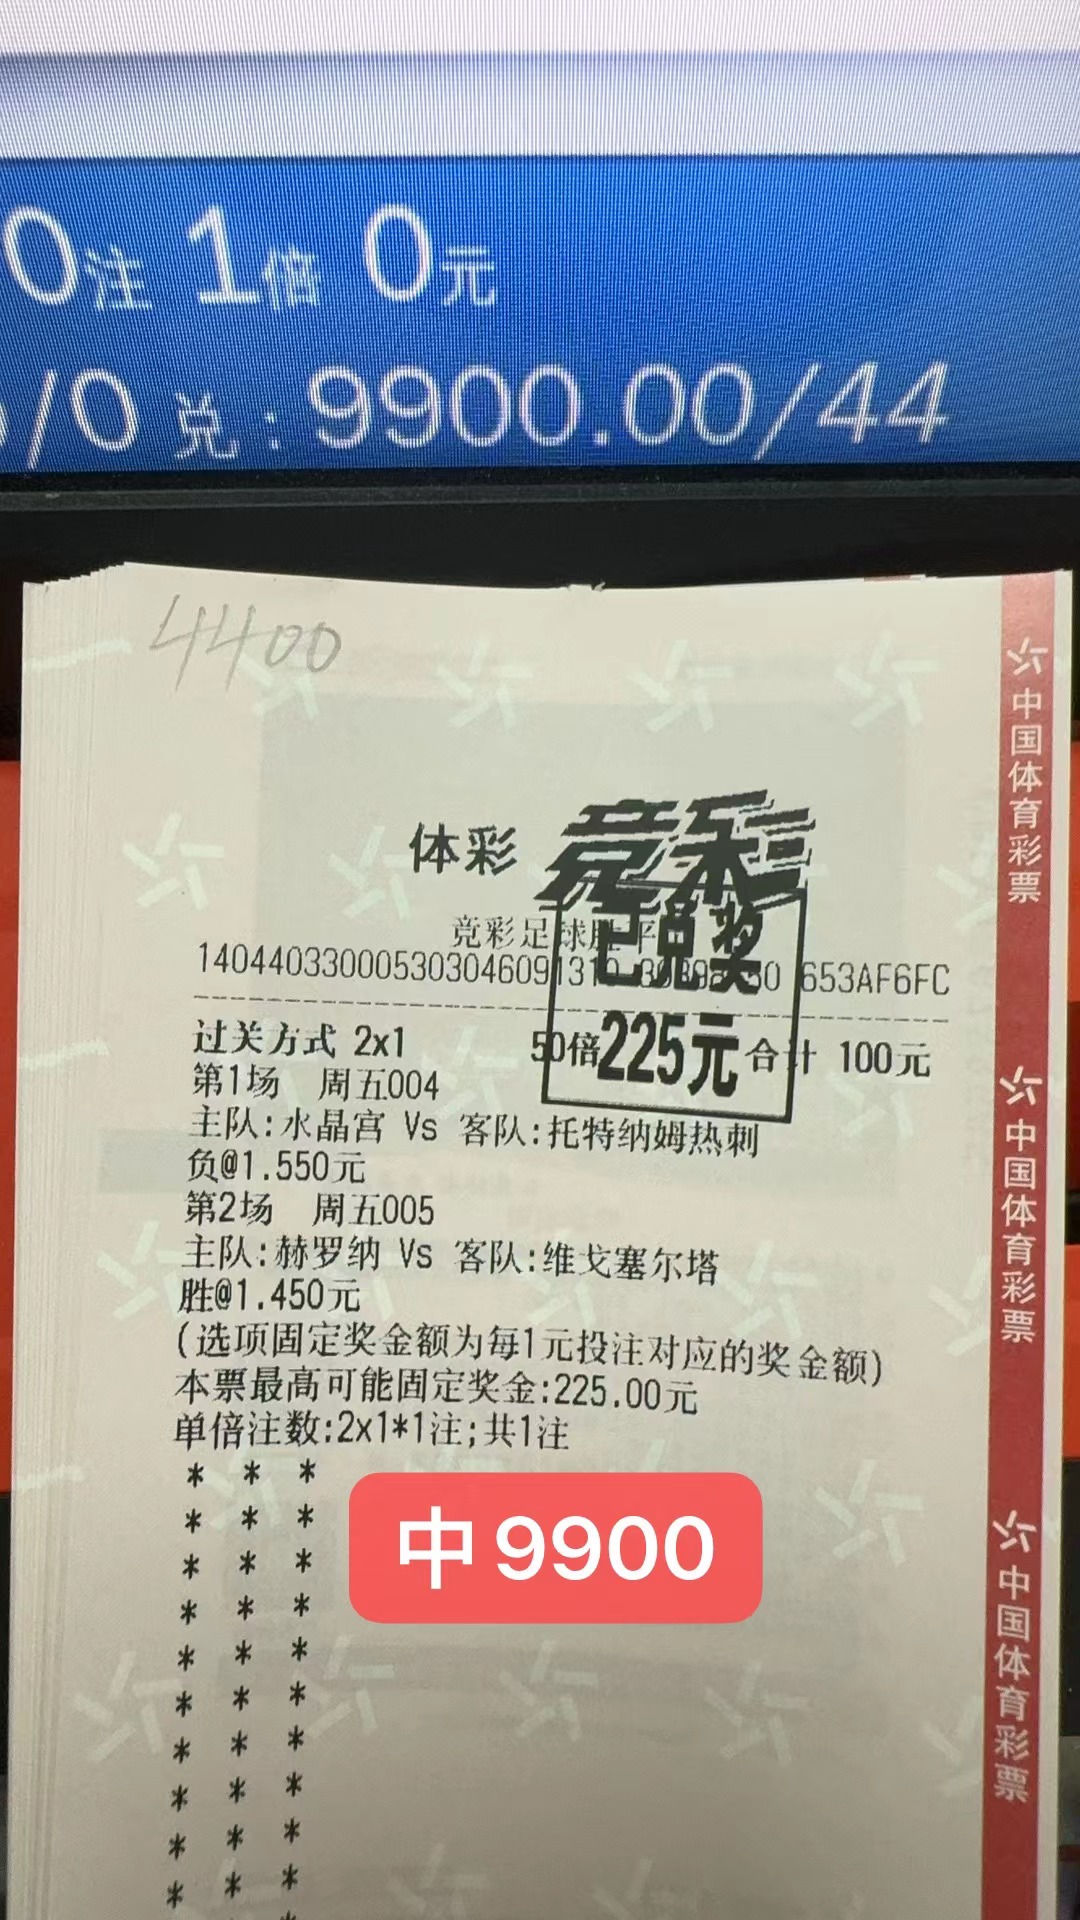 0注 1倍 0元
/0 兑:9900.00/44
4400
体彩 竞彩
竞彩足球胜平
已兑奖
225元
653AF6FC
过关方式 2x1 50倍 合计 100元
第1场 周五004
主队:水晶宫 Vs 客队:托特纳姆热刺
负@1.550元
第2场 周五005
主队:赫罗纳 Vs 客队:维戈塞尔塔
胜@1.450元
(选项固定奖金额为每1元投注对应的奖金额)
本票最高可能固定奖金:225.00元
单倍注数:2x1*1注;共1注
* * *
* * *
* * *
* * *
* * *
* * *
* * *
* * *
* * *
* * *
中9900
中国体育彩票
中国体育彩票
中国体育彩票